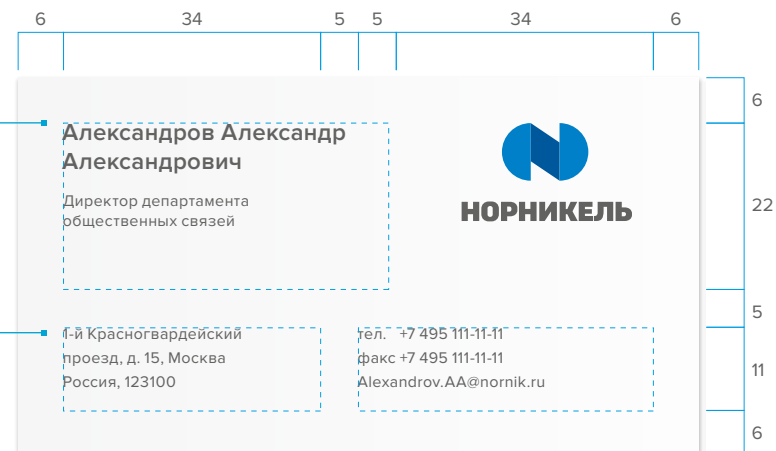 6 34 5 5 34 6
Александров Александр
Александрович
Директор департамента
общественных связей
НОРНИКЕЛЬ
6
22
5
11
6
1-й Красногвардейский
проезд, д. 15, Москва
Россия, 123100
тел. +7 495 111-11-11
факс +7 495 111-11-11
Alexandrov.AA@nornik.ru